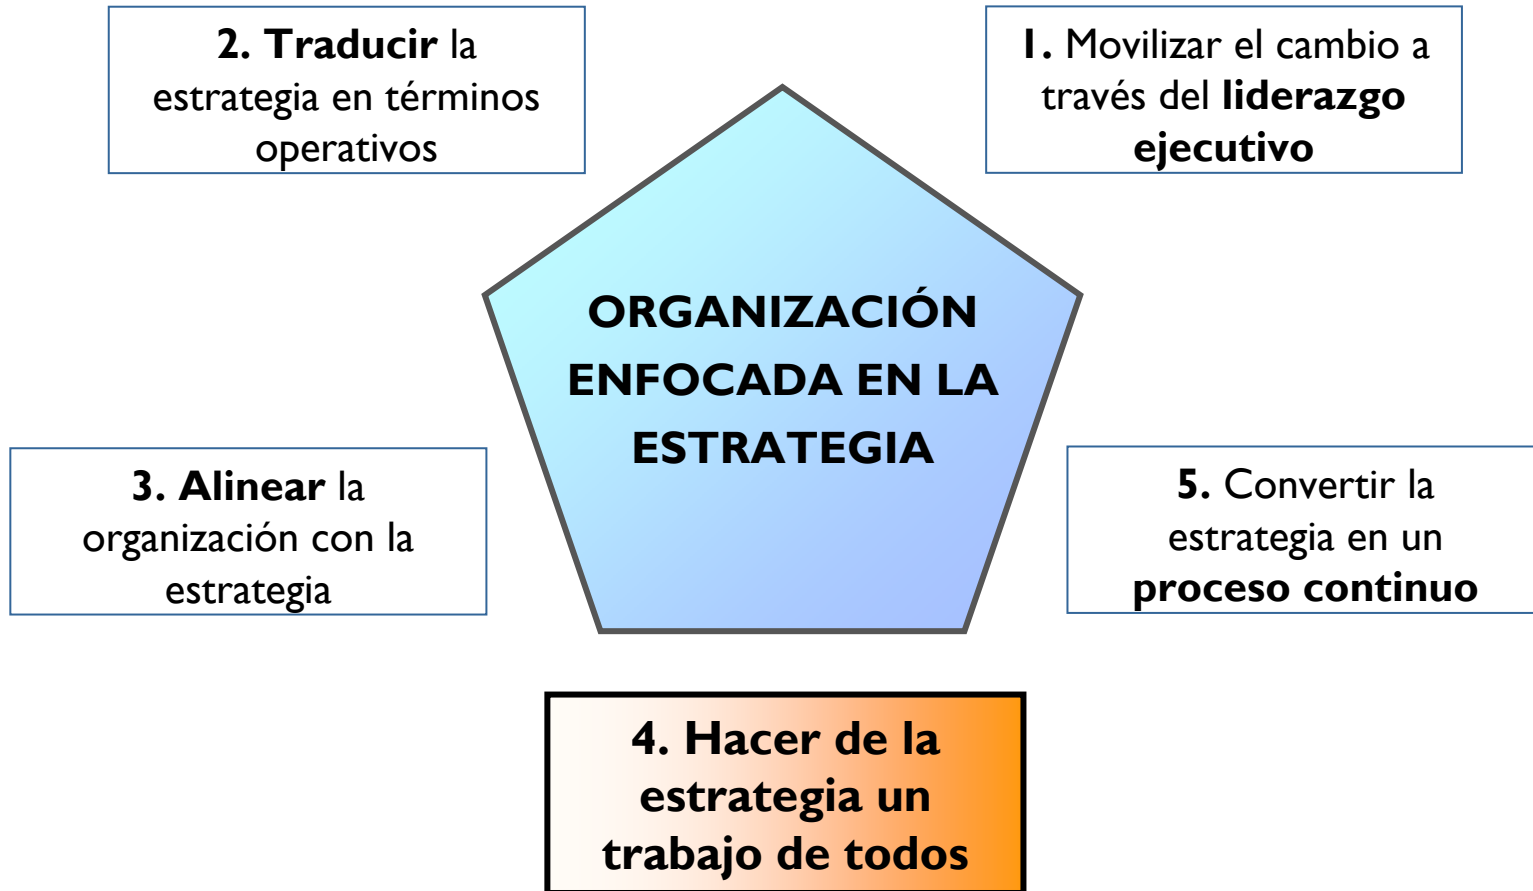 2. Traducir la
estrategia en términos
operativos
1. Movilizar el cambio a
través del liderazgo
ejecutivo
ORGANIZACIÓN
ENFOCADA EN LA
ESTRATEGIA
3. Alinear la
organización con la
estrategia
5. Convertir la
estrategia en un
proceso continuo
4. Hacer de la
estrategia un
trabajo de todos